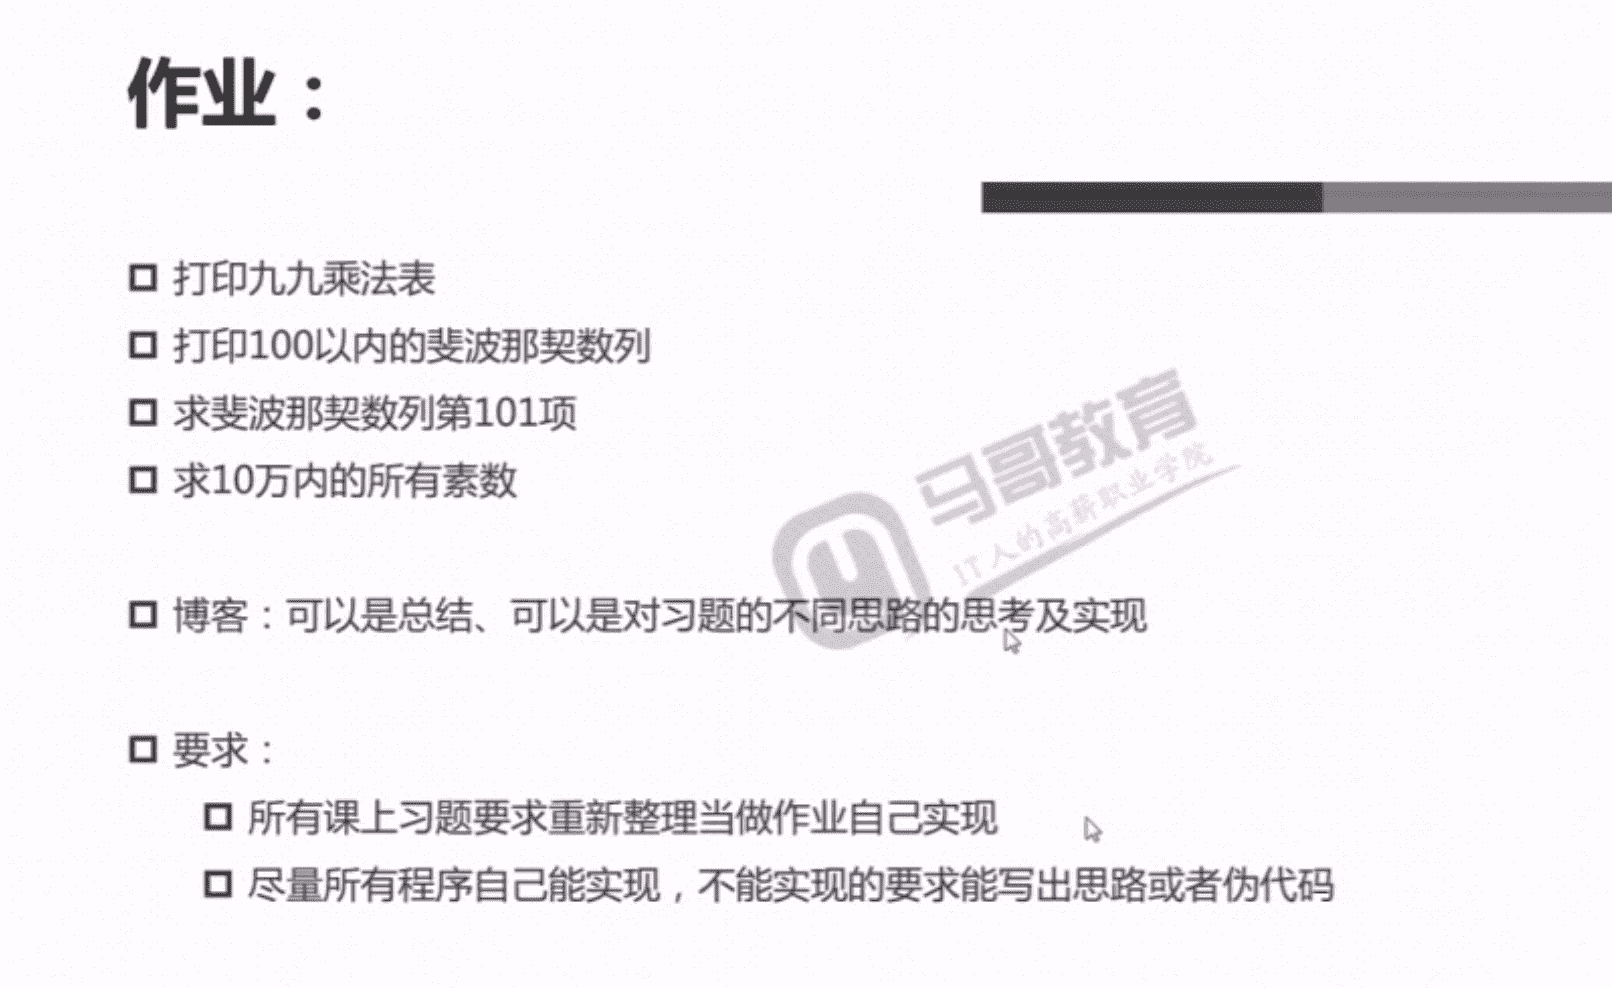 作业：
打印九九乘法表
打印100以内的斐波那契数列
求斐波那契数列第101项
求10万内的所有素数
马哥教育
IT人的高薪职业学院
博客：可以是总结、可以是对习题的不同思路的思考及实现
要求：
所有课上习题要求重新整理当做作业自己实现
尽量所有程序自己能实现，不能实现的要求能写出思路或者伪代码